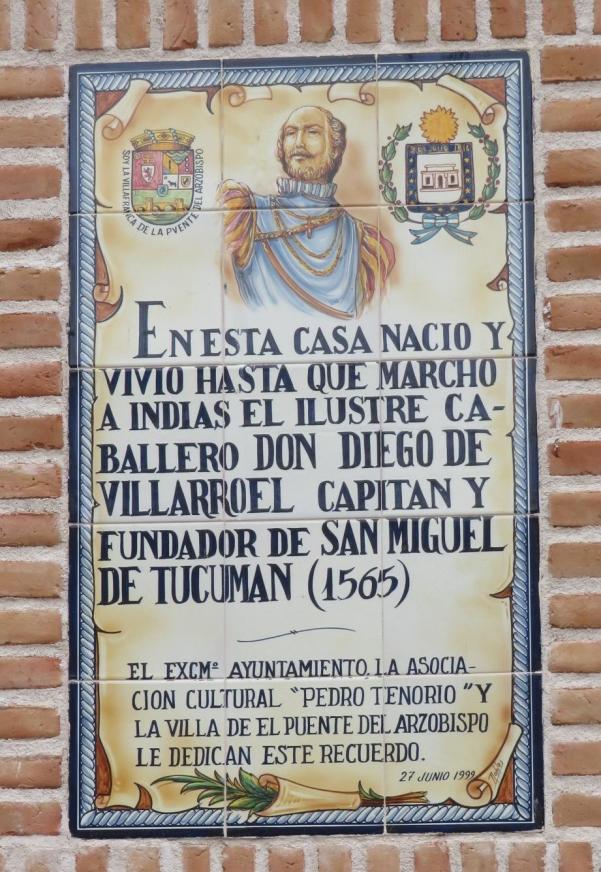 SOY LA VILLAFRANCA DE LA PVENTE DEL ARZOBISPO
EN ESTA CASA NACIO Y
VIVIO HASTA QUE MARCHO
A INDIAS EL ILUSTRE CA-
BALLERO DON DIEGO DE
VILLARROEL CAPITAN Y
FUNDADOR DE SAN MIGUEL
DE TUCUMAN (1565)
EL EXCMº AYUNTAMIENTO, LA ASOCIA-
CION CULTURAL "PEDRO TENORIO" Y
LA VILLA DE EL PUENTE DEL ARZOBISPO
LE DEDICAN ESTE RECUERDO.
27 JUNIO 1999